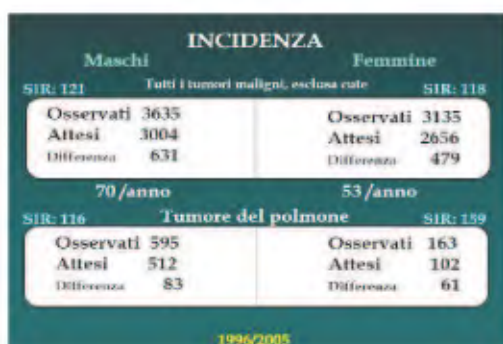 INCIDENZA
Maschi Femmine
SIR: 121 Tutti i tumori maligni, esclusa cute SIR: 118
Osservati 3635 Osservati 3135
Attesi 3004 Attesi 2656
Differenza 631 Differenza 479
70/anno 53/anno
SIR: 116 Tumore del polmone SIR: 159
Osservati 595 Osservati 163
Attesi 512 Attesi 102
Differenza 83 Differenza 61
1996/2005